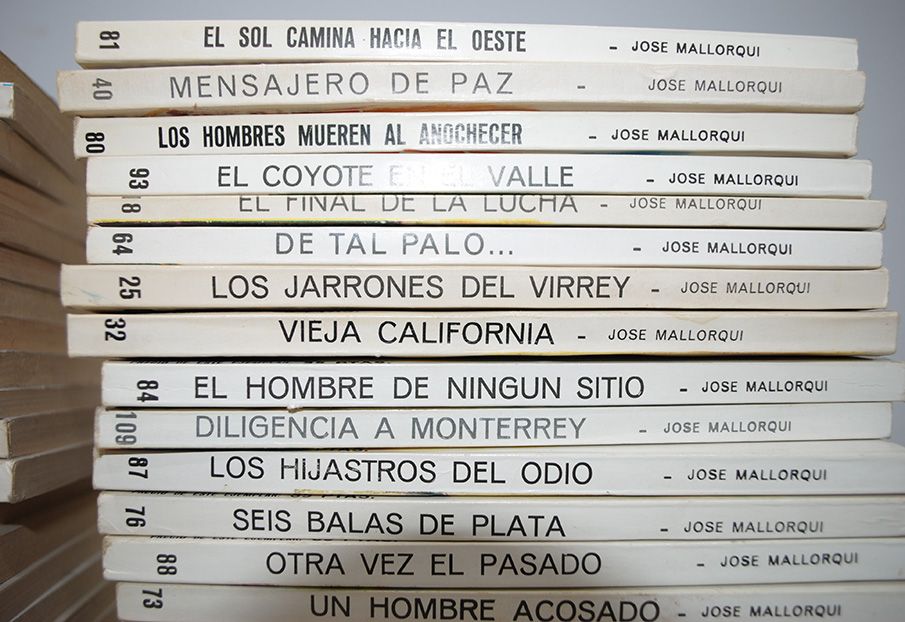 81 EL SOL CAMINA HACIA EL OESTE - JOSE MALLORQUI
40 MENSAJERO DE PAZ - JOSE MALLORQUI
80 LOS HOMBRES MUEREN AL ANOCHECER - JOSE MALLORQUI
93 EL COYOTE EN EL VALLE - JOSE MALLORQUI
8 EL FINAL DE LA LUCHA - JOSE MALLORQUI
64 DE TAL PALO... - JOSE MALLORQUI
25 LOS JARRONES DEL VIRREY - JOSE MALLORQUI
32 VIEJA CALIFORNIA - JOSE MALLORQUI
84 EL HOMBRE DE NINGUN SITIO - JOSE MALLORQUI
109 DILIGENCIA A MONTERREY - JOSE MALLORQUI
87 LOS HIJASTROS DEL ODIO - JOSE MALLORQUI
76 SEIS BALAS DE PLATA - JOSE MALLORQUI
88 OTRA VEZ EL PASADO - JOSE MALLORQUI
73 UN HOMBRE ACOSADO - JOSE MALLORQUI